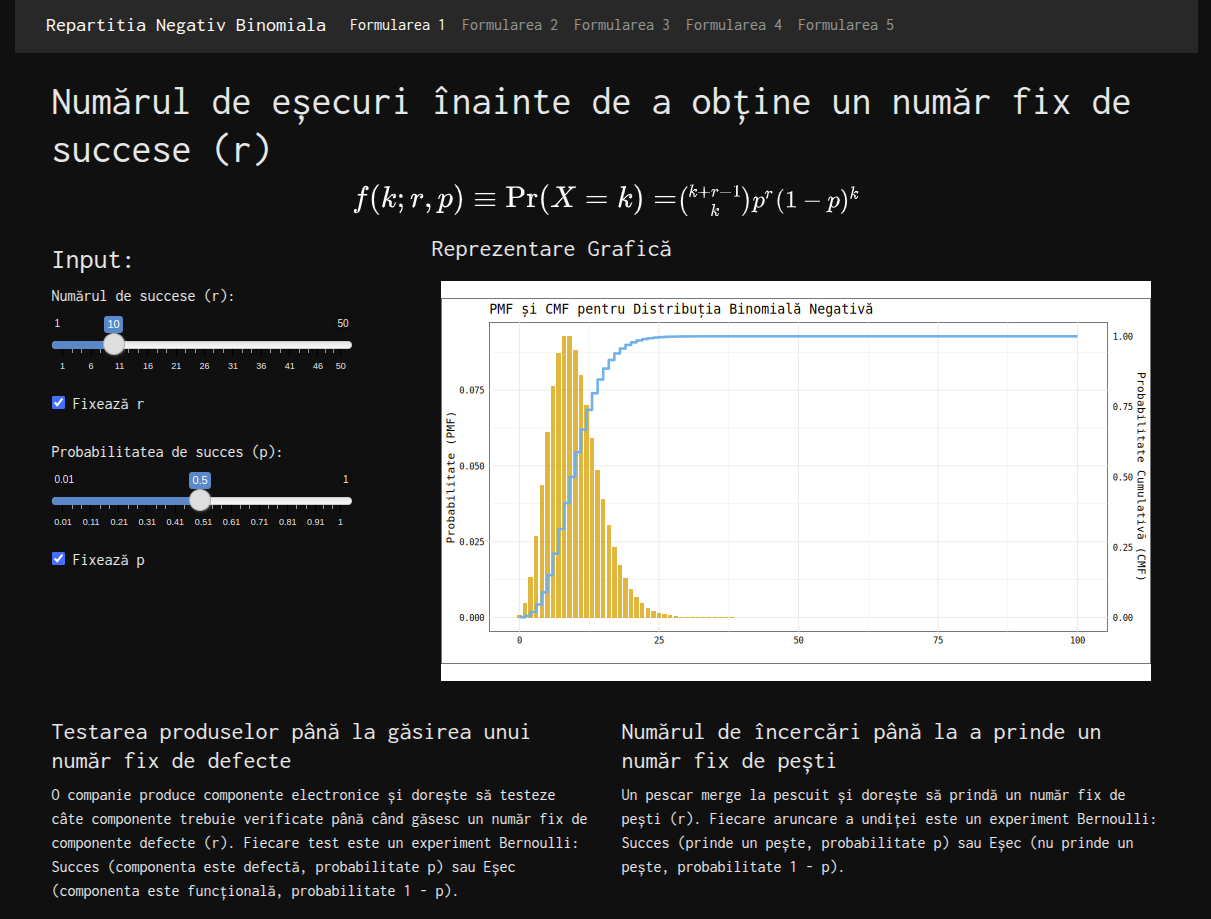 Repartitia Negativ Binomiala Formularea 1 Formularea 2 Formularea 3 Formularea 4 Formularea 5
Numărul de eșecuri înainte de a obține un număr fix de
succese (r)
f(k; r, p) ≡ Pr(X = k) = (k+r−1 k) p^r (1 − p)^k
Input:
Numărul de succese (r):
1 10 50
1 6 11 16 21 26 31 36 41 46 50
Fixează r
Probabilitatea de succes (p):
0.01 0.5 1
0.01 0.11 0.21 0.31 0.41 0.51 0.61 0.71 0.81 0.91 1
Fixează p
Reprezentare Grafică
PMF și CMF pentru Distribuția Binomială Negativă
Probabilitate (PMF)
0.075
0.050
0.025
0.000
0 25 50 75 100
1.00
0.75
0.50
0.25
0.00
Probabilitate Cumulativă (CMF)
Testarea produselor până la găsirea unui
număr fix de defecte
O companie produce componente electronice și dorește să testeze
câte componente trebuie verificate până când găsesc un număr fix de
componente defecte (r). Fiecare test este un experiment Bernoulli:
Succes (componenta este defectă, probabilitate p) sau Eșec
(componenta este funcțională, probabilitate 1 - p).
Numărul de încercări până la a prinde un
număr fix de pești
Un pescar merge la pescuit și dorește să prindă un număr fix de
pești (r). Fiecare aruncare a undiței este un experiment Bernoulli:
Succes (prinde un pește, probabilitate p) sau Eșec (nu prinde un
pește, probabilitate 1 - p).